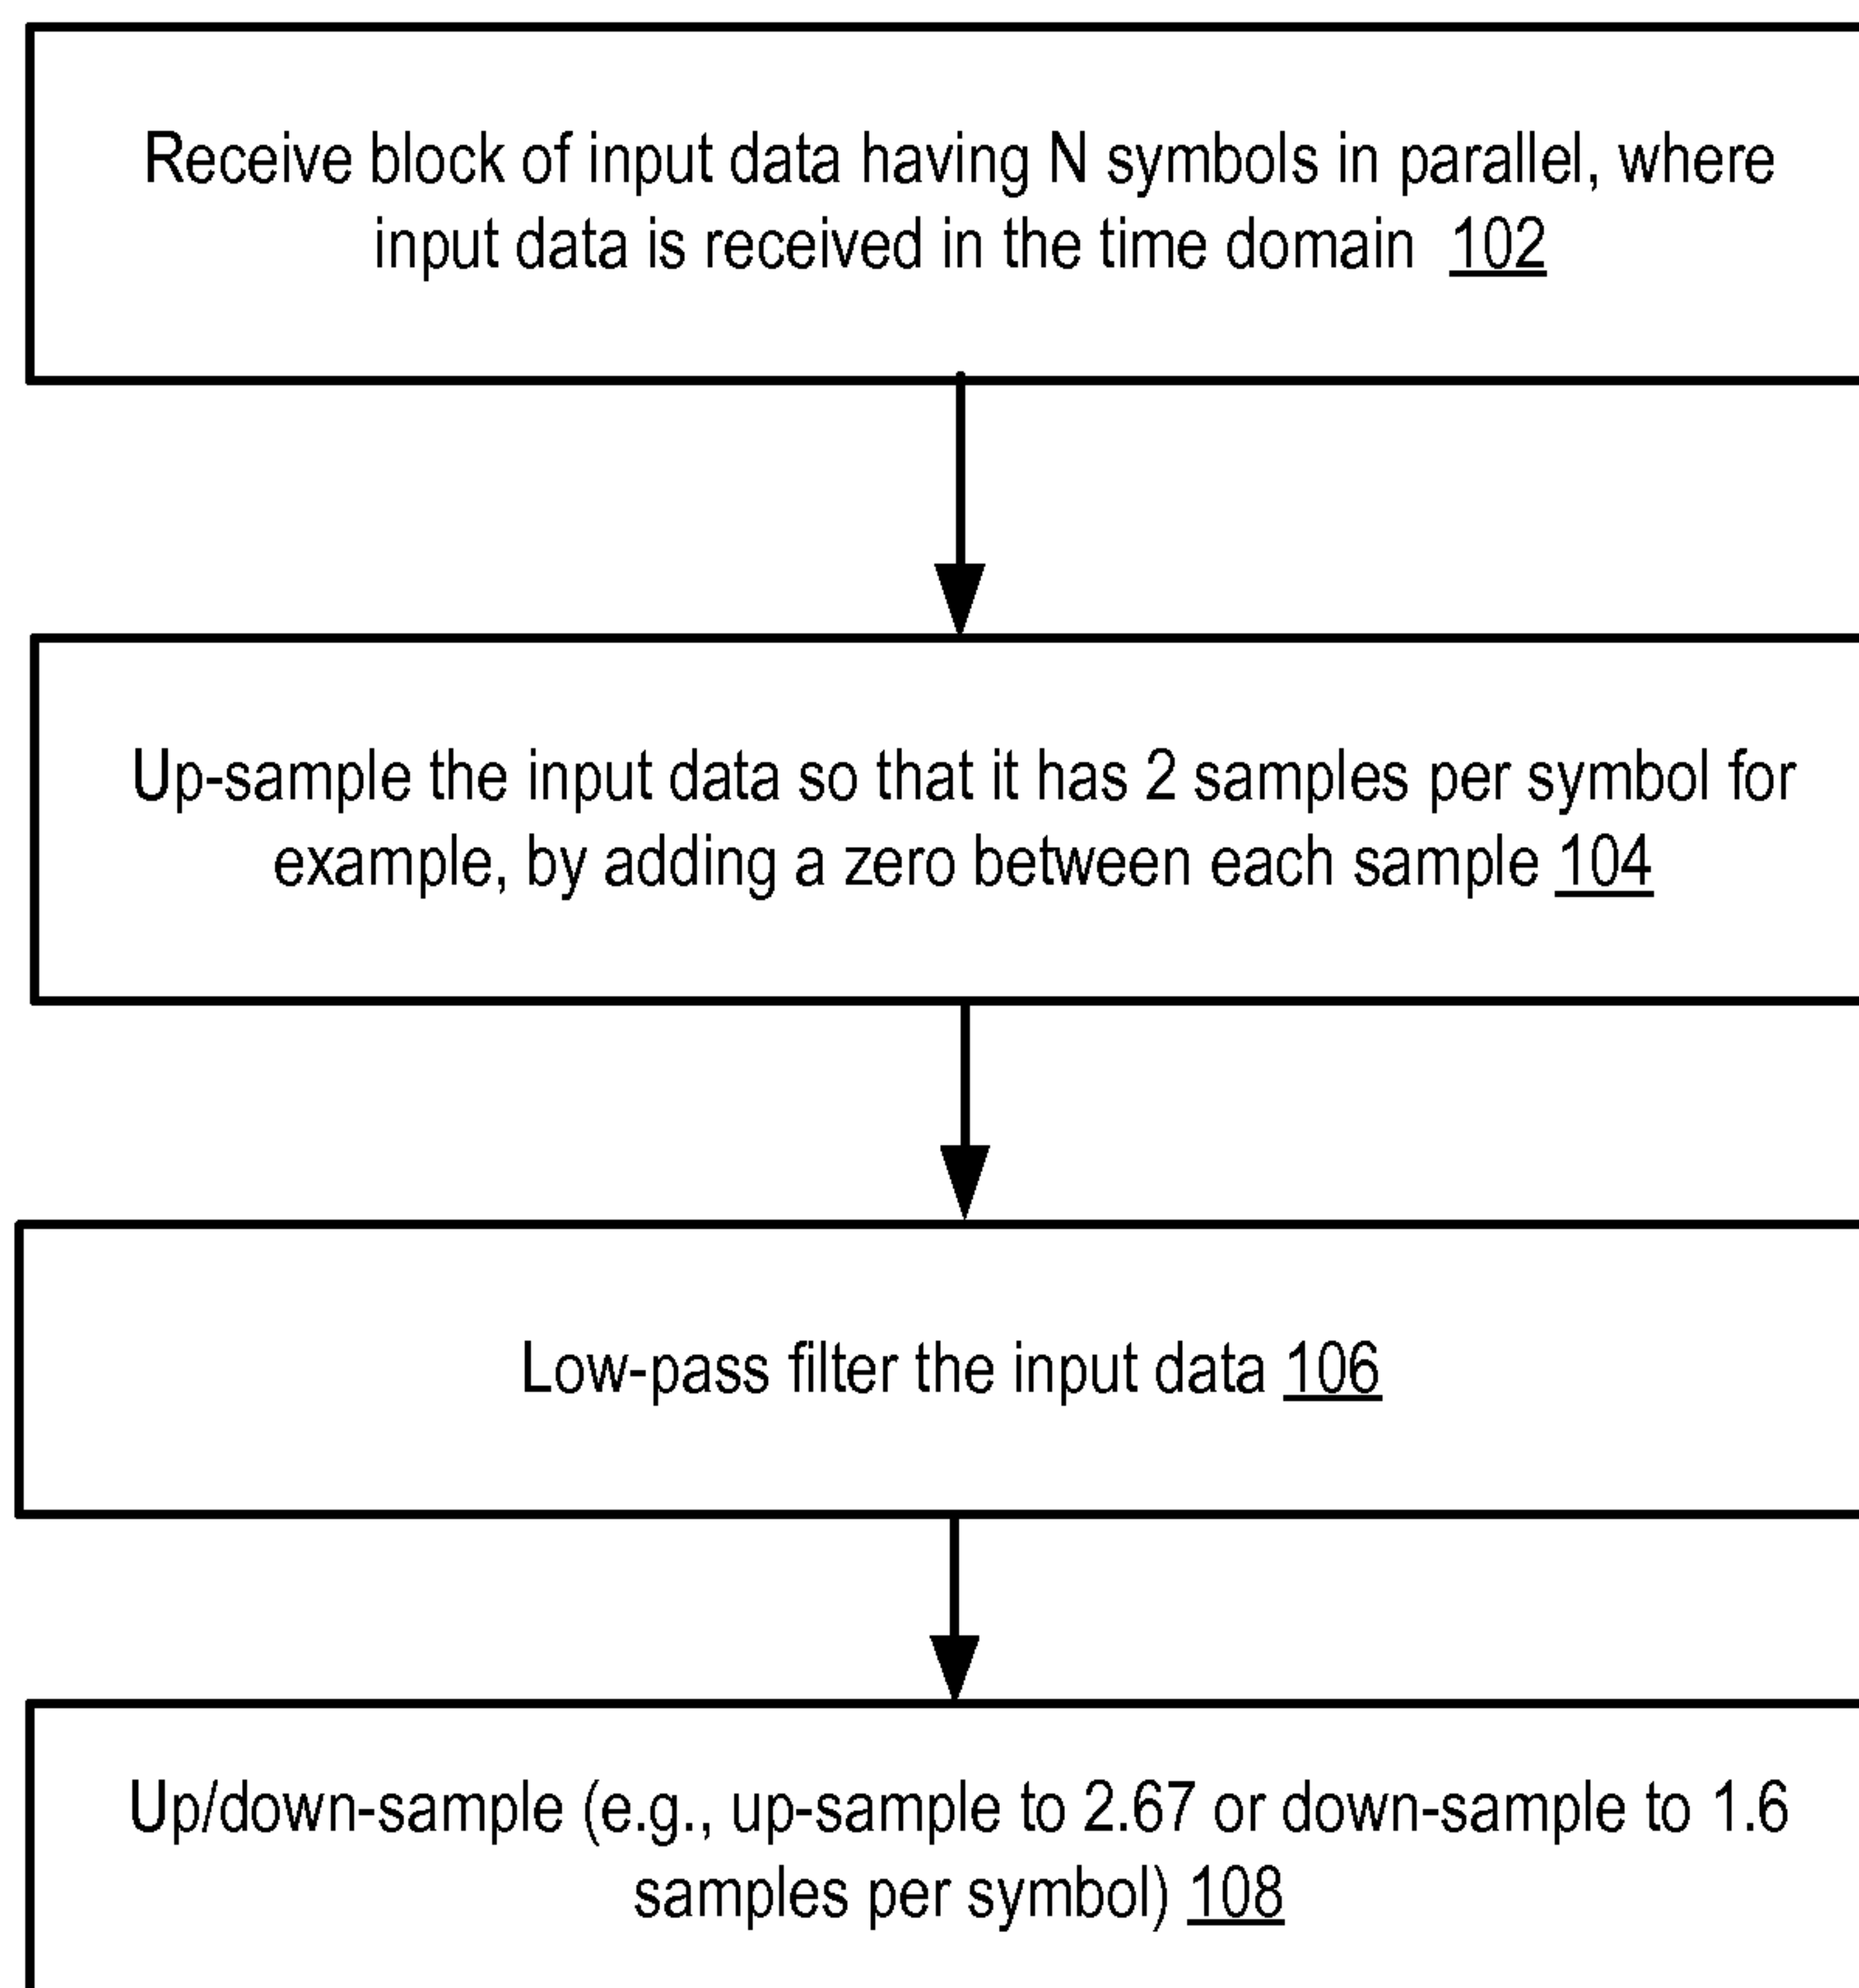 Receive block of input data having N symbols in parallel, where
input data is received in the time domain 102
Up-sample the input data so that it has 2 samples per symbol for
example, by adding a zero between each sample 104
Low-pass filter the input data 106
Up/down-sample (e.g., up-sample to 2.67 or down-sample to 1.6
samples per symbol) 108